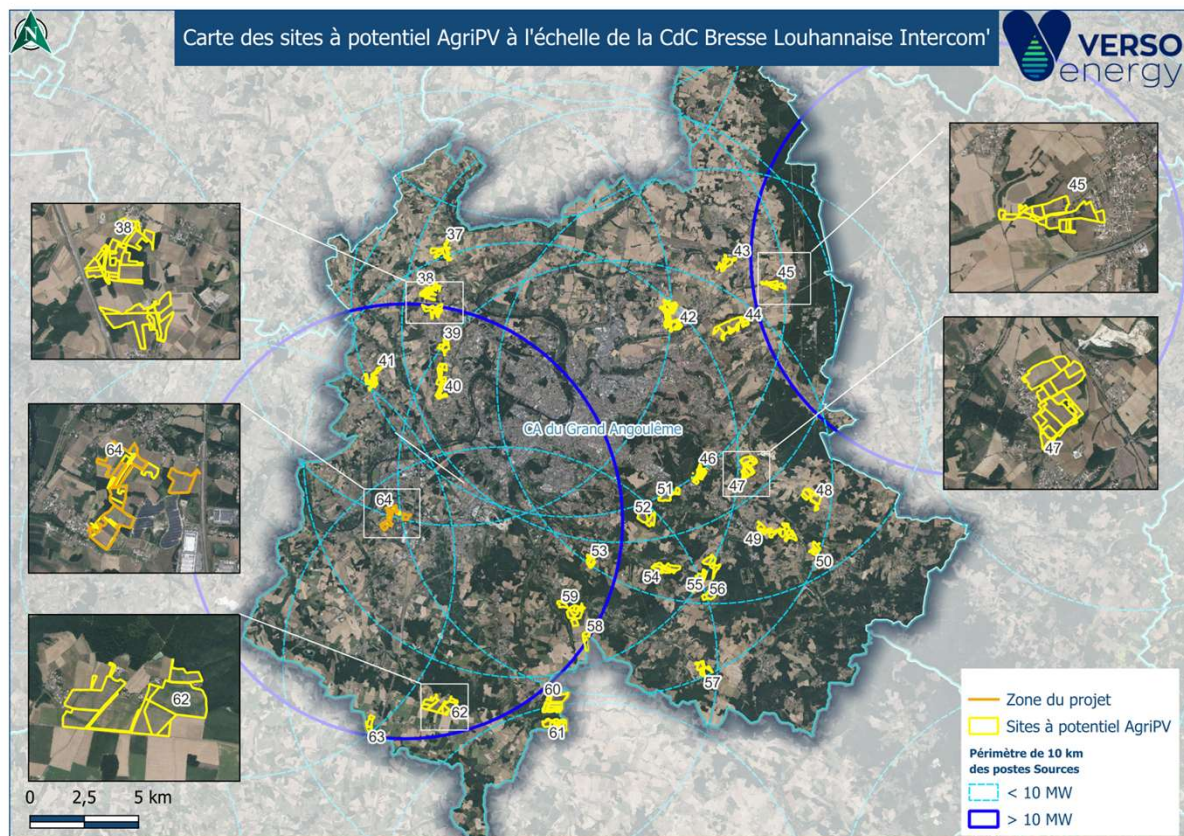 N
Carte des sites à potentiel AgriPV à l'échelle de la CdC Bresse Louhannaise Intercom'
VERSO
energy
38
45
37
43
38
45
42
44
39
41
40
47
64
CA du Grand Angoulême
46
47
51
48
64
52
49
50
53
54
55
56
59
58
57
62
60
62
61
63
0 2,5 5 km
Zone du projet
Sites à potentiel AgriPV
Périmètre de 10 km
des postes Sources
< 10 MW
> 10 MW